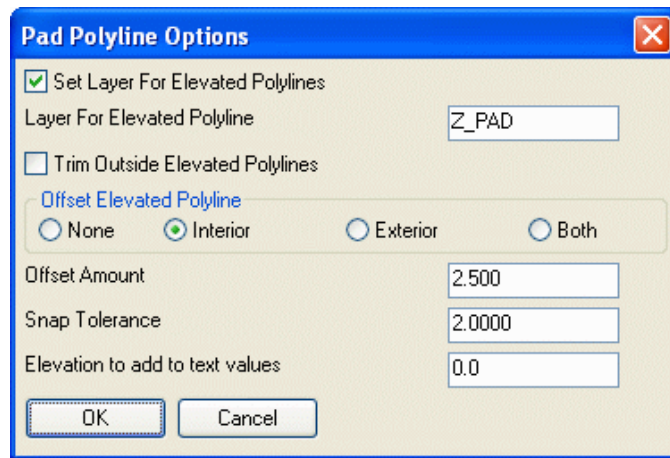 Pad Polyline Options
Set Layer For Elevated Polylines
Layer For Elevated Polyline Z_PAD
Trim Outside Elevated Polylines
Offset Elevated Polyline
None Interior Exterior Both
Offset Amount 2.500
Snap Tolerance 2.0000
Elevation to add to text values 0.0
OK Cancel